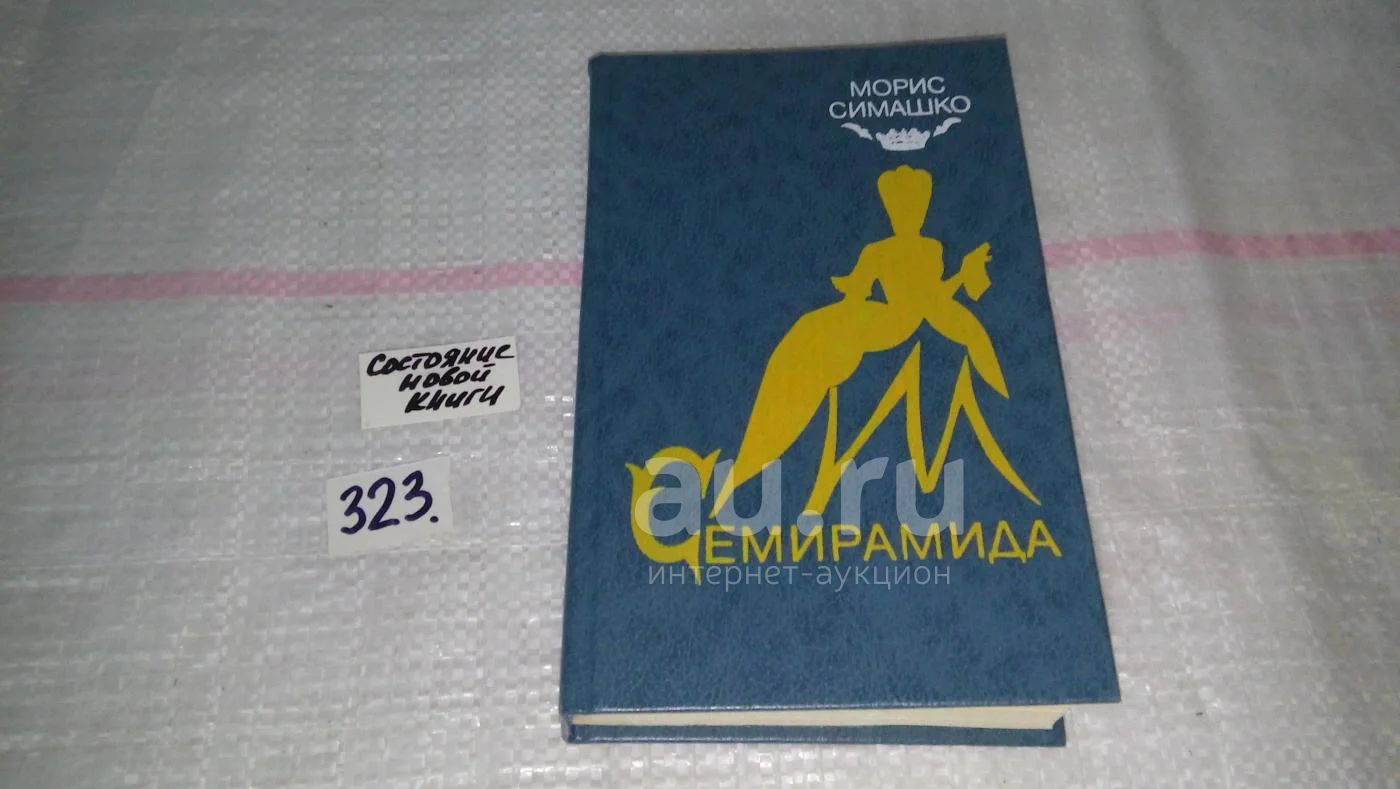 МОРИС
СИМАШКО
СЕМИРАМИДА
Состояние
новой
книги
323.
au.ru
интернет-аукцион